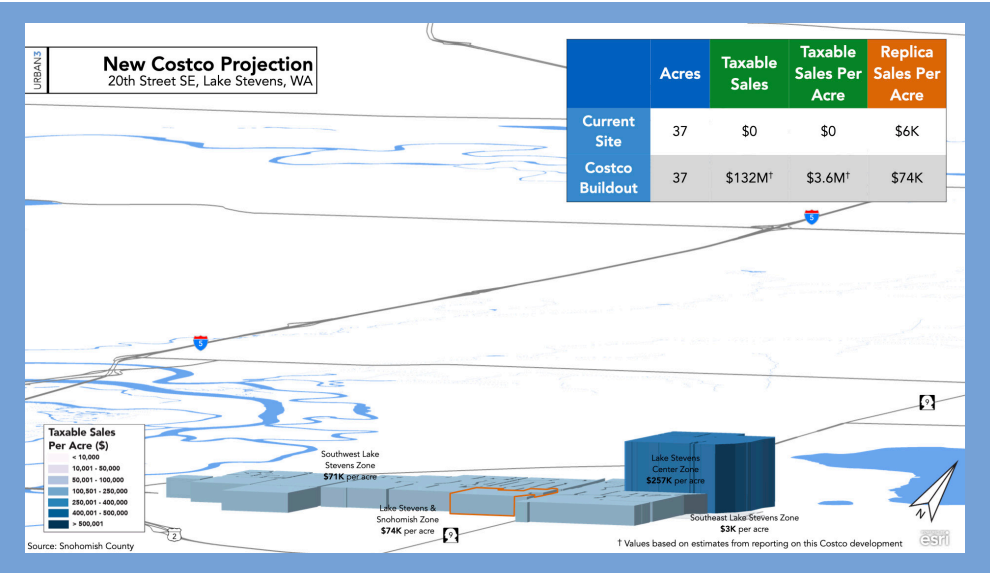 URBAN3
New Costco Projection
20th Street SE, Lake Stevens, WA
Acres
Taxable
Sales
Taxable
Sales Per
Acre
Replica
Sales Per
Acre
Current
Site
37
$0
$0
$6K
Costco
Buildout
37
$132M†
$3.6M†
$74K
5
5
9
Taxable Sales
Per Acre ($)
< 10,000
10,001 - 50,000
50,001 - 100,000
100,501 - 250,000
250,001 - 400,000
400,001 - 500,000
> 500,001
Southwest Lake
Stevens Zone
$71K per acre
Lake Stevens
Center Zone
$257K per acre
Lake Stevens &
Snohomish Zone
$74K per acre
Southeast Lake Stevens Zone
$3K per acre
9
2
N
Source: Snohomish County
† Values based on estimates from reporting on this Costco development
esri